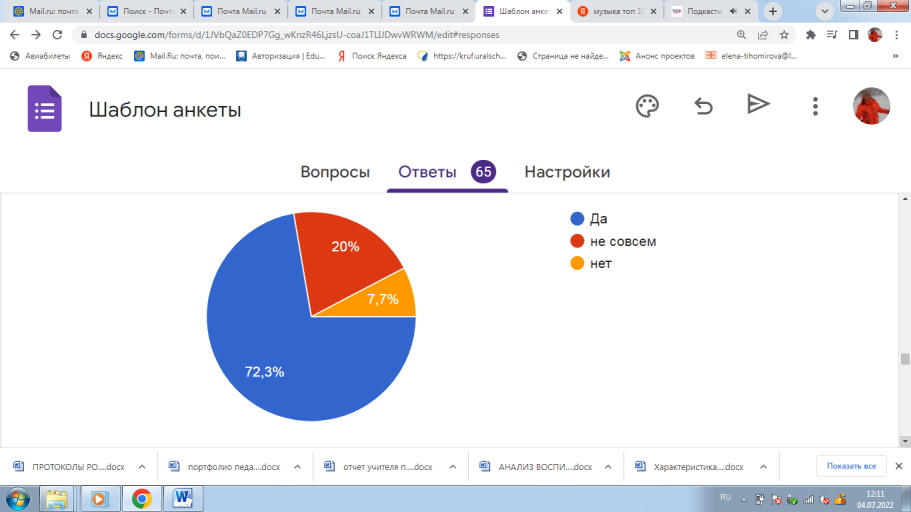 Mail.ru: почта
Поиск - Почта
Почта Mail.ru
Почта Mail.ru
Почта Mail.ru
Шаблон анкеты
музыка топ 10
Подкасты
docs.google.com/forms/d/1JVbQaZ0EDP7Gg_wKnzR46LjzsU-coaJ1TLlJDwvWRWM/edit#responses
Авиабилеты
Яндекс
Mail.Ru: почта, пои...
Авторизация | Edu...
Поиск Яндекса
https://kruf.uralsch...
Страница не найде...
Анонс проектов
elena-tihomirova@l...
»
Шаблон анкеты
Вопросы
Ответы 65
Настройки
Да
не совсем
нет
20%
7,7%
72,3%
ПРОТОКОЛЫ РО....docx
портфолио педа....docx
отчет учителя п....docx
АНАЛИЗ ВОСПИ....docx
Характеристика....docx
Показать все
RU
12:11
04.07.2022